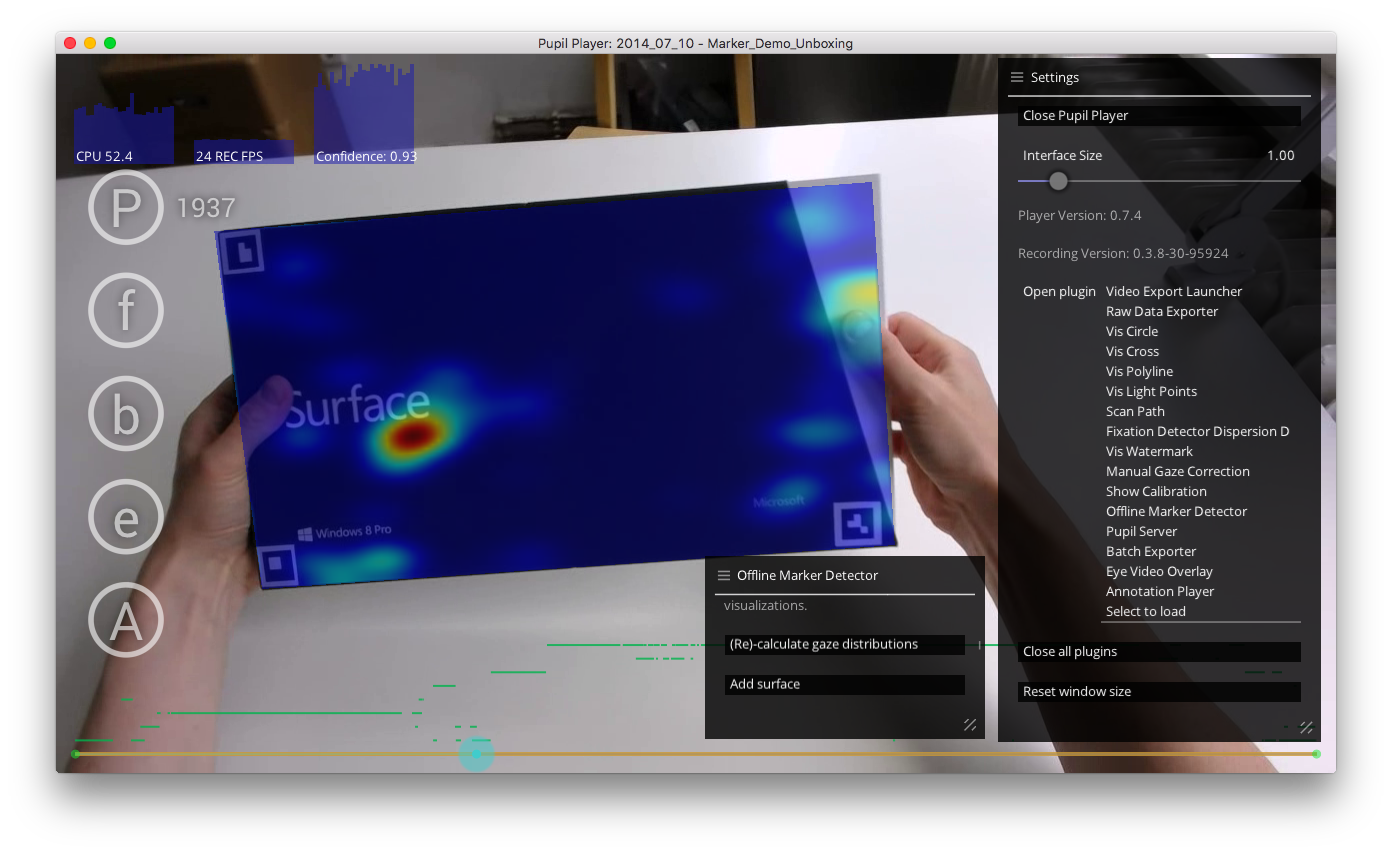 Pupil Player: 2014_07_10 - Marker_Demo_Unboxing
CPU 52.4
24 REC FPS
Confidence: 0.93
P
1937
f
b
e
A
Surface
Windows 8 Pro
Microsoft
Offline Marker Detector
visualizations.
(Re)-calculate gaze distributions
Add surface
Settings
Close Pupil Player
Interface Size 1.00
Player Version: 0.7.4
Recording Version: 0.3.8-30-95924
Open plugin Video Export Launcher
Raw Data Exporter
Vis Circle
Vis Cross
Vis Polyline
Vis Light Points
Scan Path
Fixation Detector Dispersion D
Vis Watermark
Manual Gaze Correction
Show Calibration
Offline Marker Detector
Pupil Server
Batch Exporter
Eye Video Overlay
Annotation Player
Select to load
Close all plugins
Reset window size